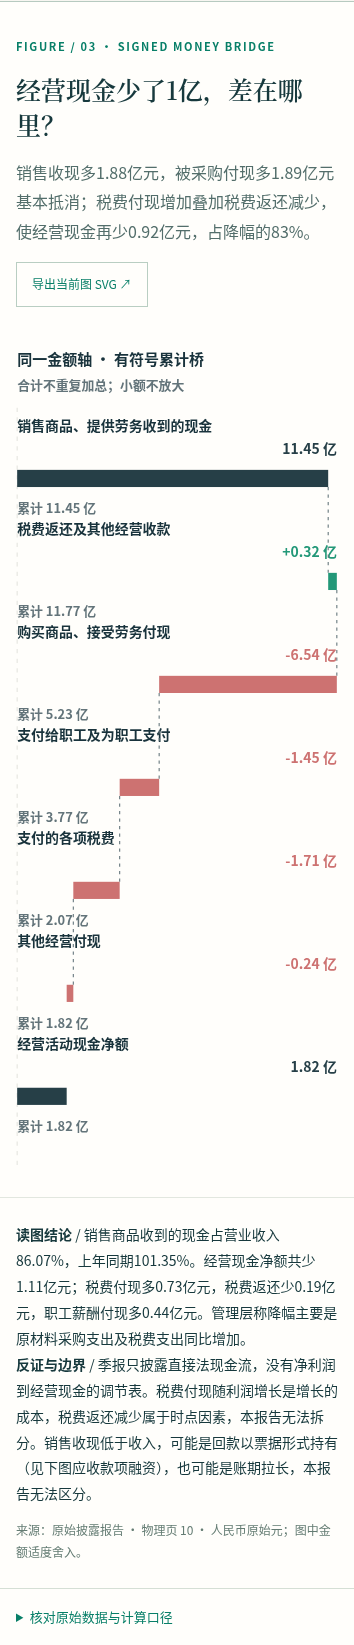 FIGURE / 03 · SIGNED MONEY BRIDGE
经营现金少了1亿，差在哪
里？
销售收现多1.88亿元，被采购付现多1.89亿元
基本抵消；税费付现增加叠加税费返还减少，
使经营现金再少0.92亿元，占降幅的83%。
导出当前图 SVG ↗
同一金额轴 · 有符号累计桥
合计不重复加总；小额不放大
销售商品、提供劳务收到的现金
11.45 亿
累计 11.45 亿
税费返还及其他经营收款
+0.32 亿
累计 11.77 亿
购买商品、接受劳务付现
-6.54 亿
累计 5.23 亿
支付给职工及为职工支付
-1.45 亿
累计 3.77 亿
支付的各项税费
-1.71 亿
累计 2.07 亿
其他经营付现
-0.24 亿
累计 1.82 亿
经营活动现金净额
1.82 亿
累计 1.82 亿
读图结论 / 销售商品收到的现金占营业收入
86.07%，上年同期101.35%。经营现金净额共少
1.11亿元；税费付现多0.73亿元，税费返还少0.19亿
元，职工薪酬付现多0.44亿元。管理层称降幅主要是
原材料采购支出及税费支出同比增加。
反证与边界 / 季报只披露直接法现金流，没有净利润
到经营现金的调节表。税费付现随利润增长是增长的
成本，税费返还减少属于时点因素，本报告无法拆
分。销售收现低于收入，可能是回款以票据形式持有
（见下图应收款项融资），也可能是账期拉长，本报
告无法区分。
来源：原始披露报告 · 物理页 10 · 人民币原始元；图中金
额适度舍入。
▶ 核对原始数据与计算口径